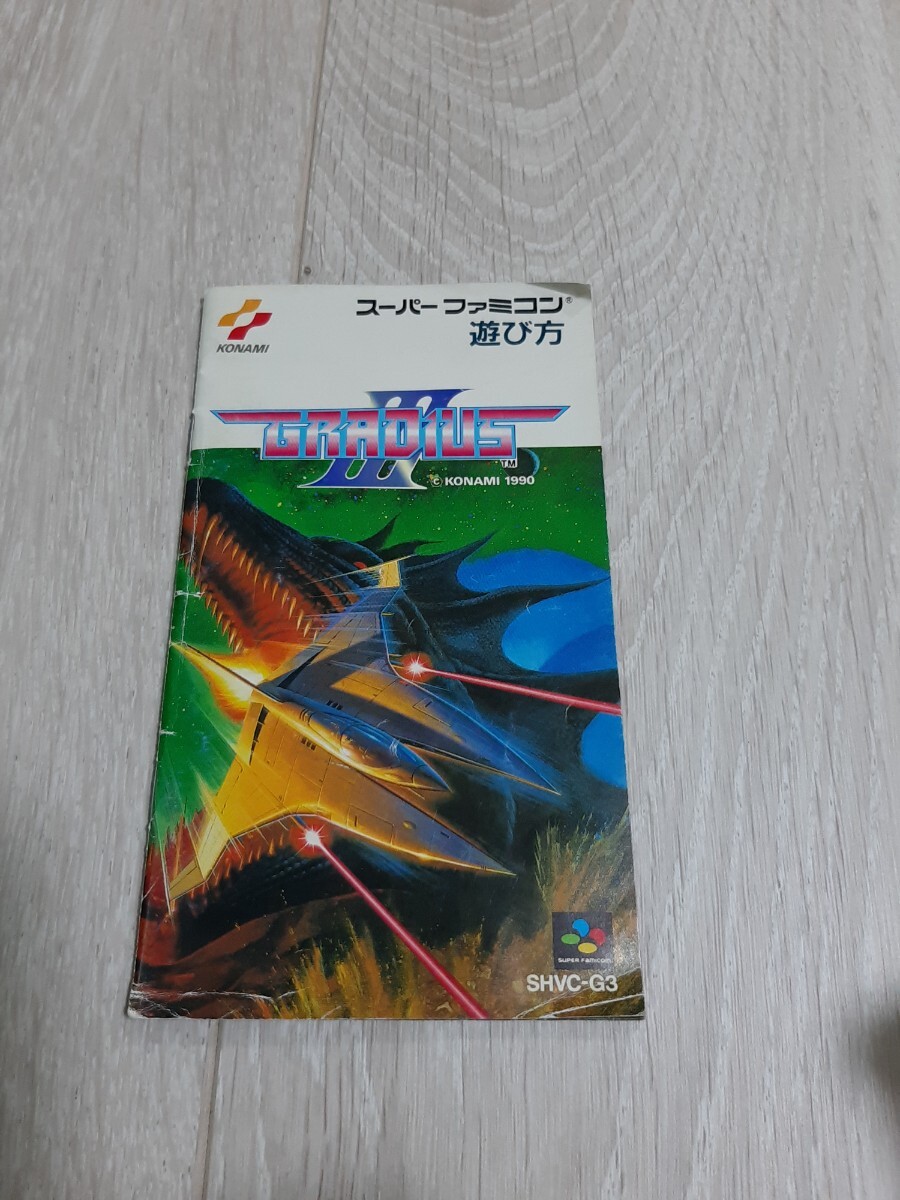 KONAMI
スーパーファミコン®
遊び方
GRADIUS III
TM
© KONAMI 1990
SUPER FAMICOM
SHVC-G3